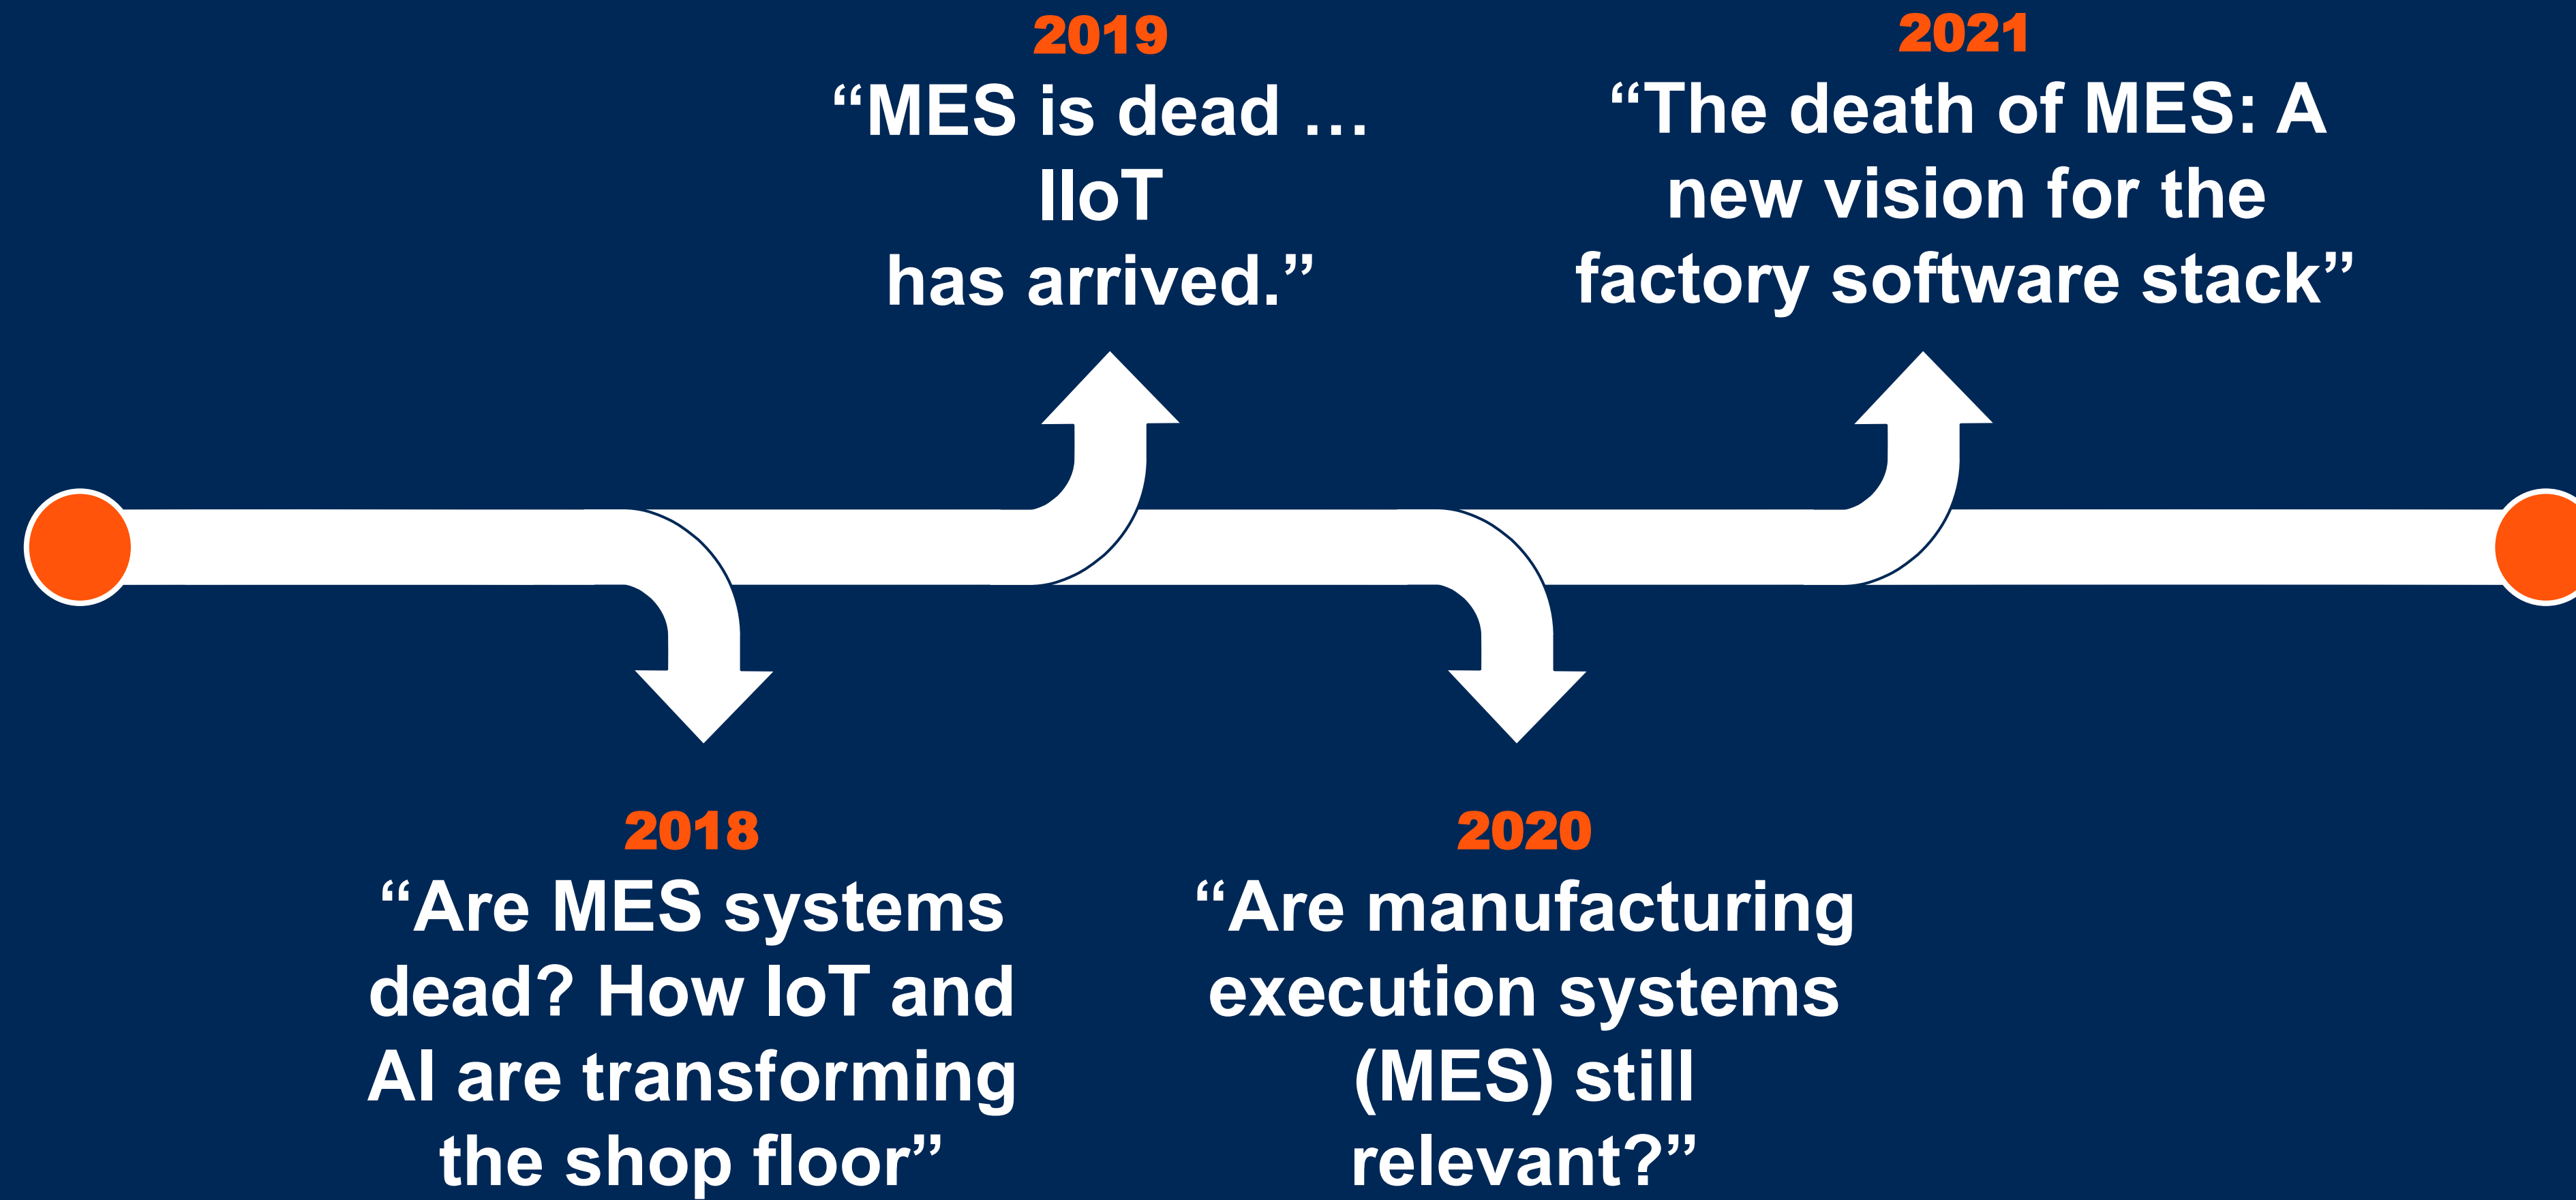 2019
“MES is dead …
IIoT
has arrived.”
2021
“The death of MES: A
new vision for the
factory software stack”
2018
“Are MES systems
dead? How IoT and
AI are transforming
the shop floor”
2020
“Are manufacturing
execution systems
(MES) still
relevant?”